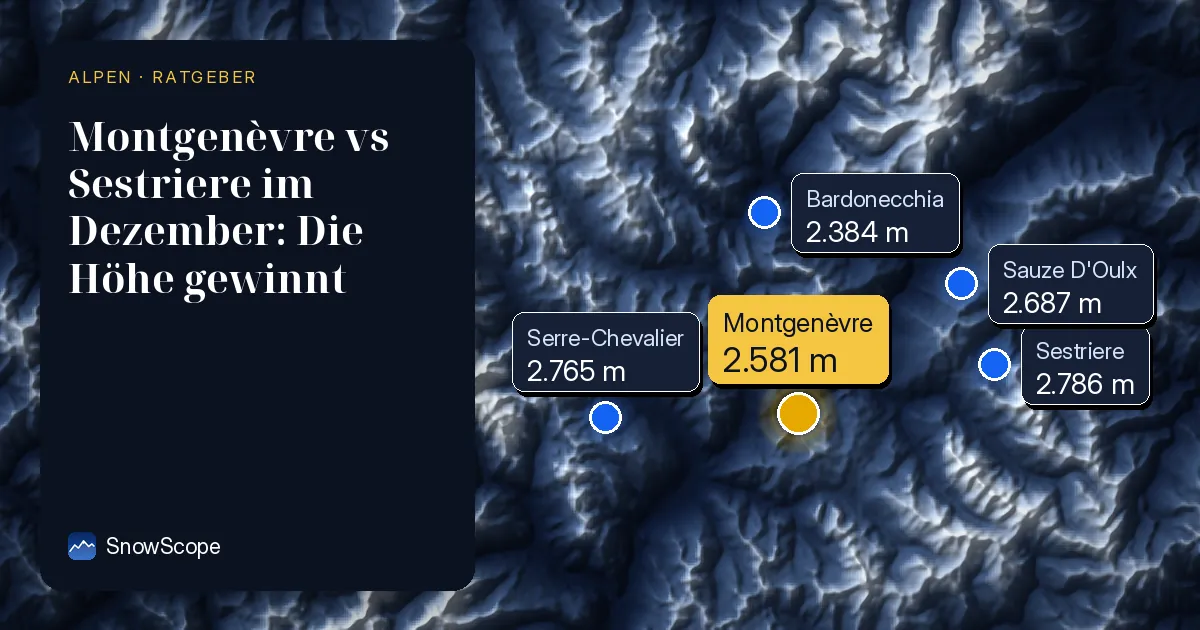 ALPEN · RATGEBER
Montgenèvre vs
Sestriere im
Dezember: Die
Höhe gewinnt
SnowScope
Bardonecchia
2.384 m
Sauze D'Oulx
2.687 m
Montgenèvre
2.581 m
Serre-Chevalier
2.765 m
Sestriere
2.786 m